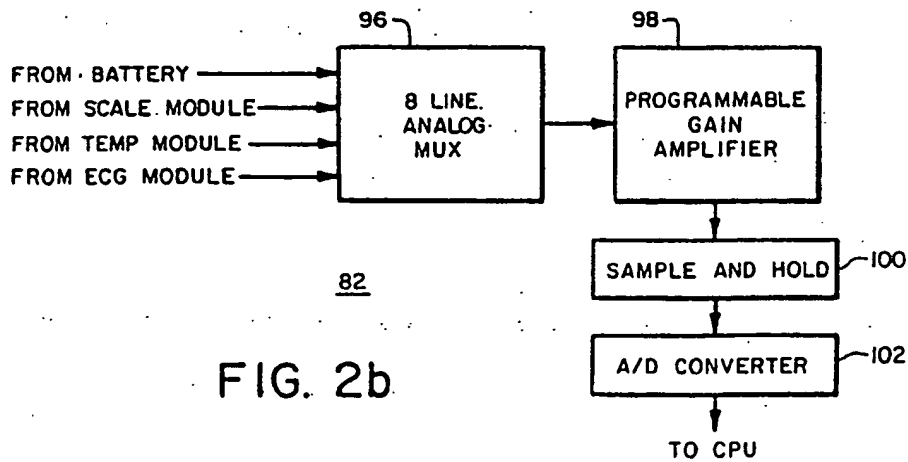 96
98
FROM BATTERY
FROM SCALE MODULE
FROM TEMP MODULE
FROM ECG MODULE
8 LINE
ANALOG
MUX
PROGRAMMABLE
GAIN
AMPLIFIER
SAMPLE AND HOLD
100
82
A/D CONVERTER
102
FIG. 2b
TO CPU